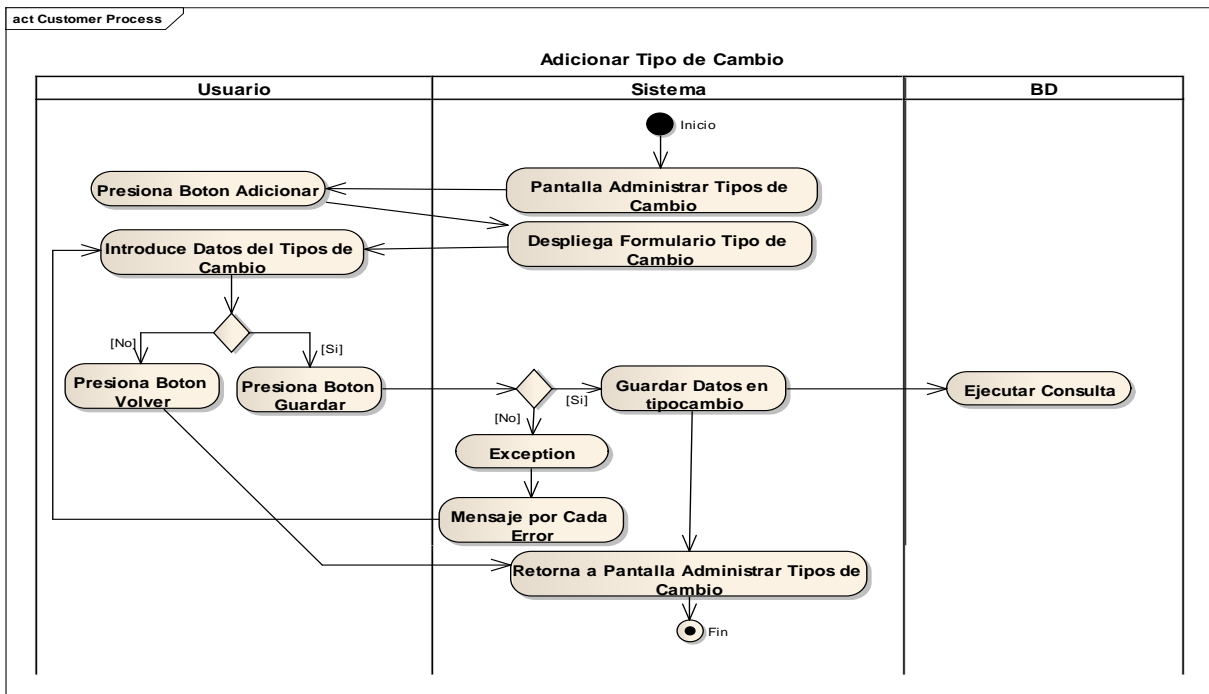 act Customer Process
Adicionar Tipo de Cambio
Usuario
Sistema
BD
Inicio
Presiona Boton Adicionar
Pantalla Administrar Tipos de
Cambio
Introduce Datos del Tipos de
Cambio
Despliega Formulario Tipo de
Cambio
[No]
[Si]
Presiona Boton
Volver
Presiona Boton
Guardar
[Si]
Guardar Datos en
tipocambio
Ejecutar Consulta
[No]
Exception
Mensaje por Cada
Error
Retorna a Pantalla Administrar Tipos de
Cambio
Fin